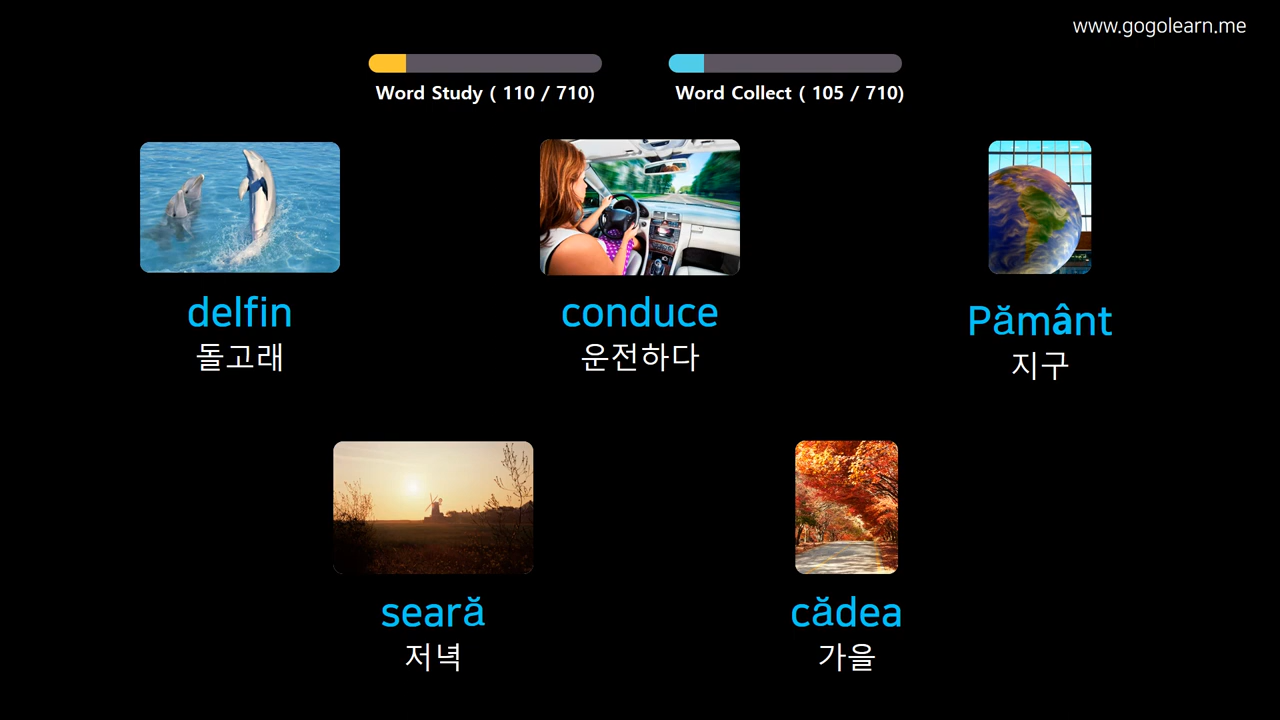 www.gogolearn.me
Word Study ( 110 / 710)
Word Collect ( 105 / 710)
delfin
돌고래
conduce
운전하다
Pământ
지구
seară
저녁
cădea
가을